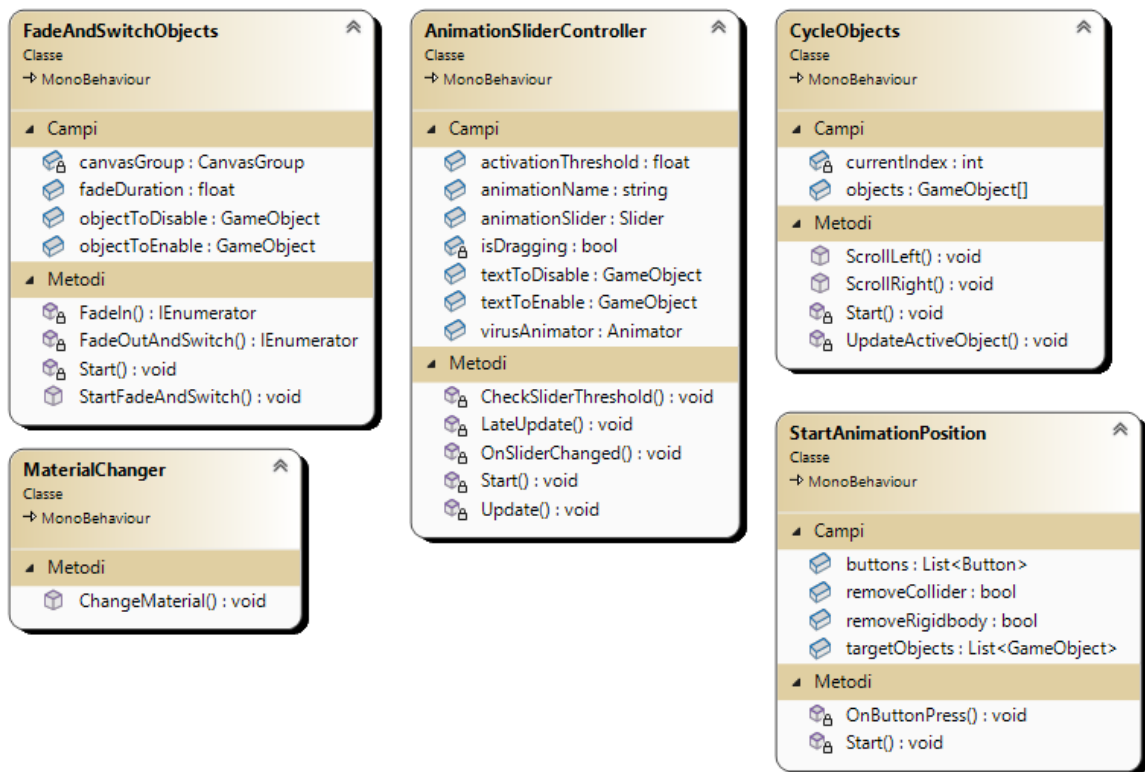 FadeAndSwitchObjects
Classe
MonoBehaviour
Campi
canvasGroup : CanvasGroup
fadeDuration : float
objectToDisable : GameObject
objectToEnable : GameObject
Metodi
FadeIn() : IEnumerator
FadeOutAndSwitch() : IEnumerator
Start() : void
StartFadeAndSwitch() : void
MaterialChanger
Classe
MonoBehaviour
Metodi
ChangeMaterial() : void
AnimationSliderController
Classe
MonoBehaviour
Campi
activationThreshold : float
animationName : string
animationSlider : Slider
isDragging : bool
textToDisable : GameObject
textToEnable : GameObject
virusAnimator : Animator
Metodi
CheckSliderThreshold() : void
LateUpdate() : void
OnSliderChanged() : void
Start() : void
Update() : void
CycleObjects
Classe
MonoBehaviour
Campi
currentIndex : int
objects : GameObject[]
Metodi
ScrollLeft() : void
ScrollRight() : void
Start() : void
UpdateActiveObject() : void
StartAnimationPosition
Classe
MonoBehaviour
Campi
buttons : List<Button>
removeCollider : bool
removeRigidbody : bool
targetObjects : List<GameObject>
Metodi
OnButtonPress() : void
Start() : void